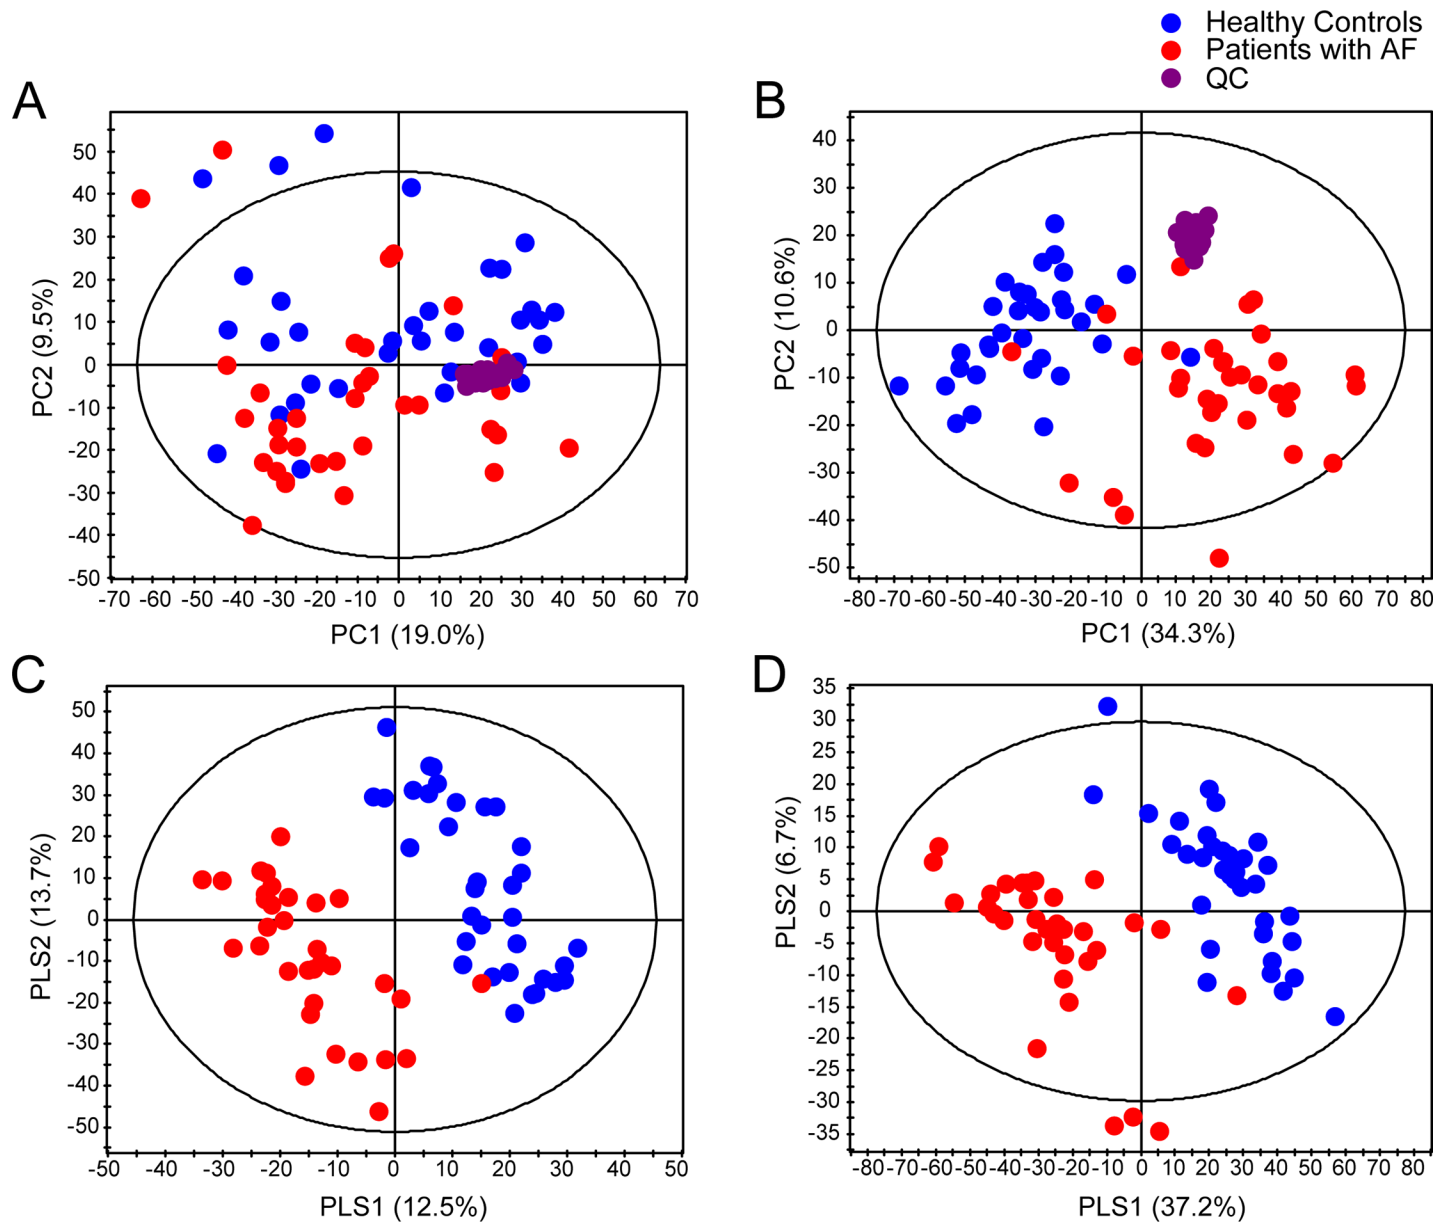 Healthy Controls
Patients with AF
QC
A
50
40
30
20
10
0
-10
-20
-30
-40
-50
PC2 (9.5%)
-70 -60 -50 -40 -30 -20 -10 0 10 20 30 40 50 60 70
PC1 (19.0%)
B
40
30
20
10
0
-10
-20
-30
-40
-50
PC2 (10.6%)
-80 -70 -60 -50 -40 -30 -20 -10 0 10 20 30 40 50 60 70 80
PC1 (34.3%)
C
50
40
30
20
10
0
-10
-20
-30
-40
-50
PLS2 (13.7%)
-50 -40 -30 -20 -10 0 10 20 30 40 50
PLS1 (12.5%)
D
35
30
25
20
15
10
5
0
-5
-10
-15
-20
-25
-30
-35
PLS2 (6.7%)
-80 -70 -60 -50 -40 -30 -20 -10 0 10 20 30 40 50 60 70 80
PLS1 (37.2%)